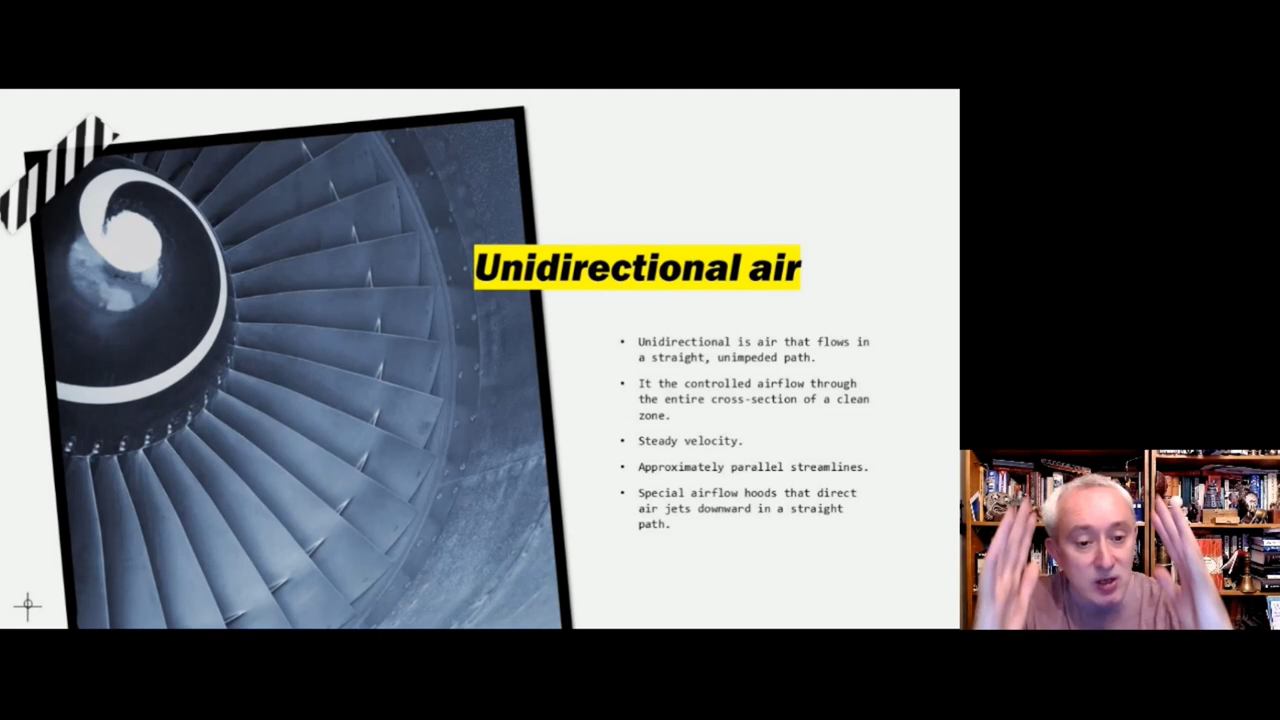 Unidirectional air
• Unidirectional is air that flows in
a straight, unimpeded path.
• It the controlled airflow through
the entire cross-section of a clean
zone.
• Steady velocity.
• Approximately parallel streamlines.
• Special airflow hoods that direct
air jets downward in a straight
path.